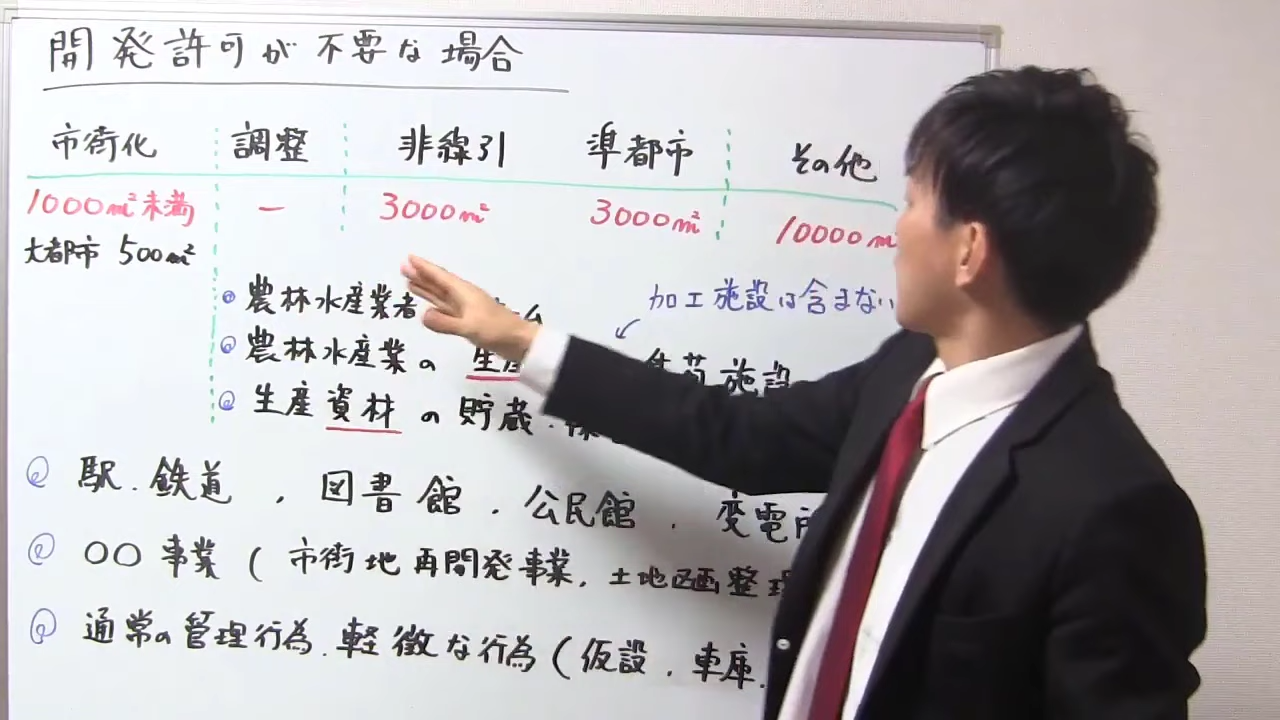 開発許可が不要な場合
市街化 調整 非線引 準都市 その他
1000㎡未満 － 3000㎡ 3000㎡ 10000m
大都市 500㎡
加工施設は含まない
農林水産業者
農林水産業の 生産 施設
生産資材の貯蔵・
駅・鉄道、図書館、公民館、変電
〇〇事業(市街地再開発事業、土地区画整理
通常の管理行為・軽微な行為(仮設、車庫、